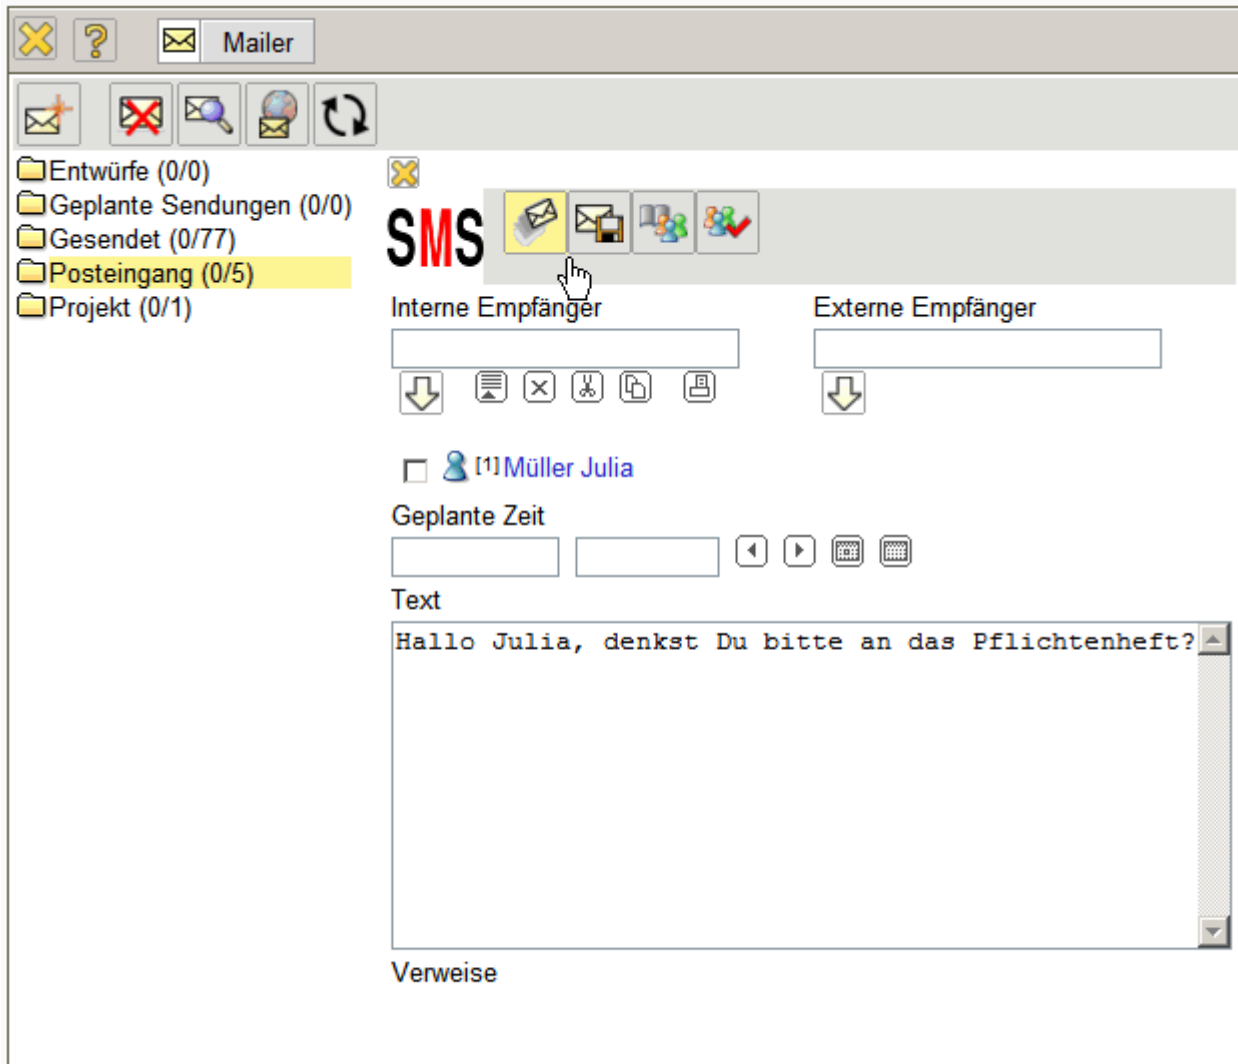 Mailer
Entwürfe (0/0)
Geplante Sendungen (0/0)
Gesendet (0/77)
Posteingang (0/5)
Projekt (0/1)
SMS
Interne Empfänger
Externe Empfänger
[1] Müller Julia
Geplante Zeit
Text
Hallo Julia, denkst Du bitte an das Pflichtenheft?
Verweise